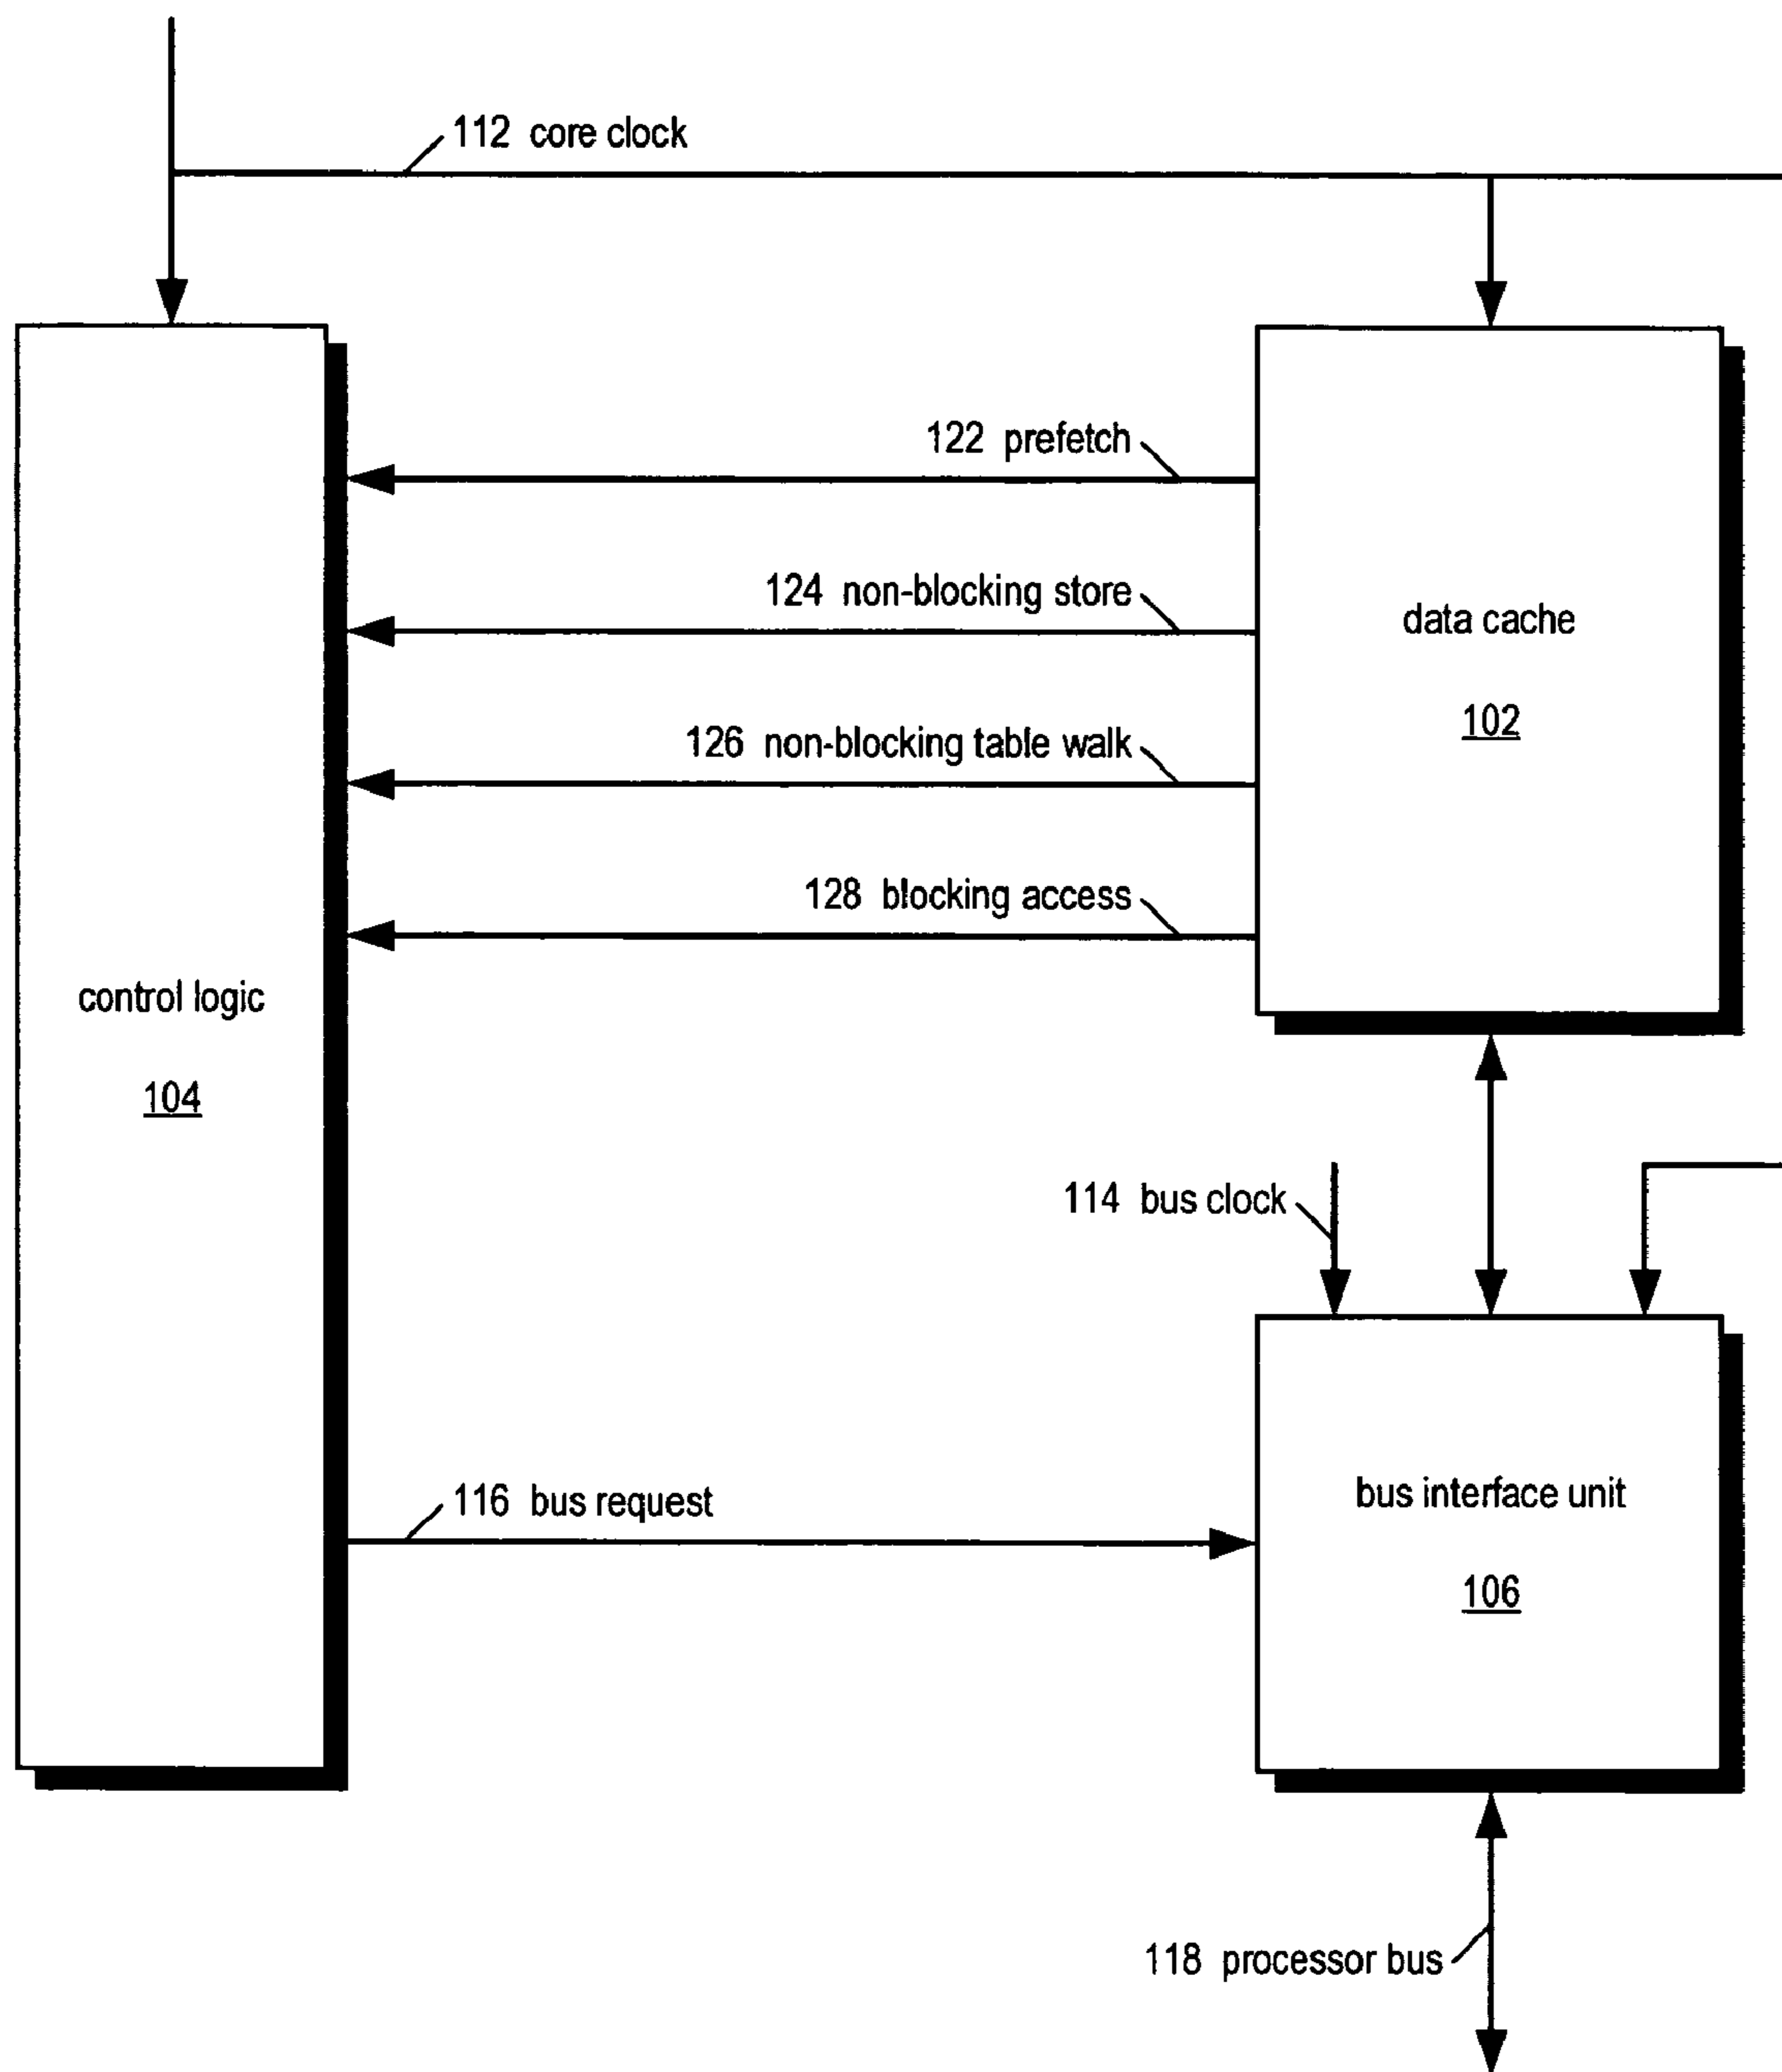 112 core clock
122 prefetch
124 non-blocking store
data cache
102
126 non-blocking table walk
128 blocking access
control logic
104
114 bus clock
116 bus request
bus interface unit
106
118 processor bus